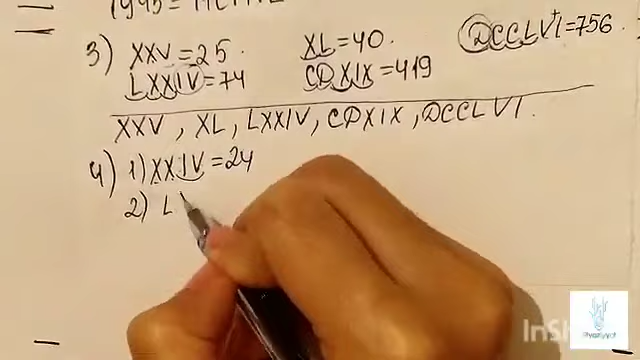 3) XXV = 25. XL = 40. DCCLVI = 756
LXXIV = 74 CDXIX = 419
XXV, XL, LXXIV, CDXIX, DCCLVI.
4) 1) XXIV = 24
2) L
InSh